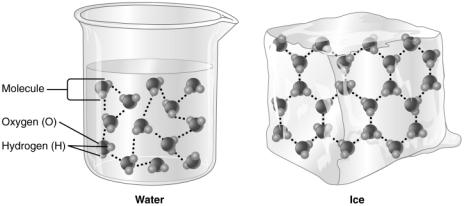 Molecule
Oxygen (O)
Hydrogen (H)
Water
Ice